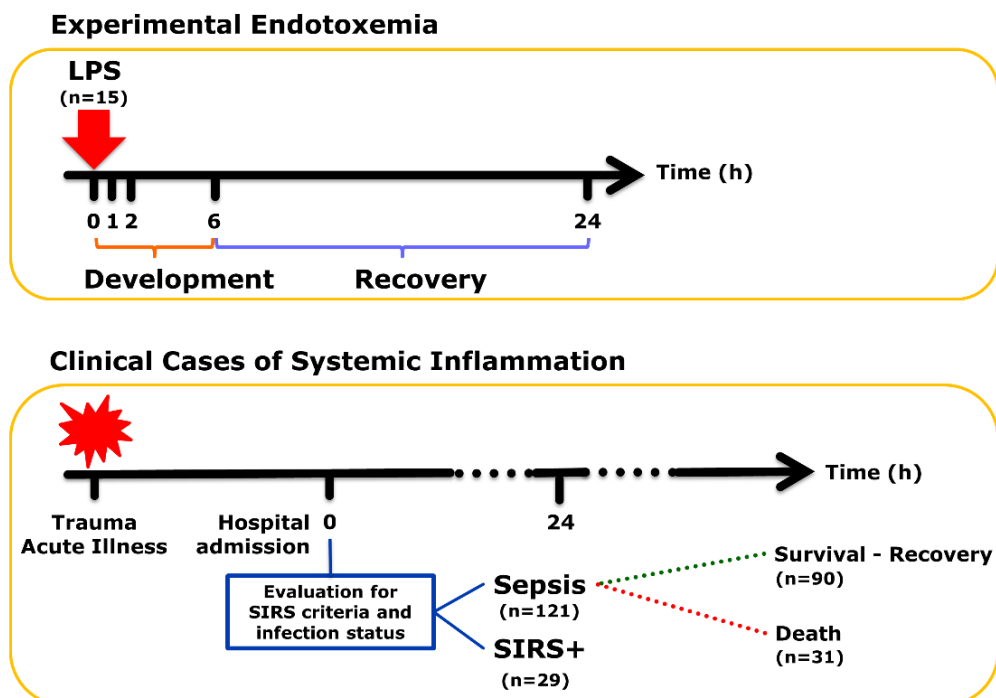 Experimental Endotoxemia
LPS
(n=15)
Time (h)
0 1 2 6 24
Development Recovery
Clinical Cases of Systemic Inflammation
Time (h)
Trauma
Acute Illness
Hospital
admission
0
24
Evaluation for
SIRS criteria and
infection status
Sepsis
(n=121)
SIRS+
(n=29)
Survival - Recovery
(n=90)
Death
(n=31)